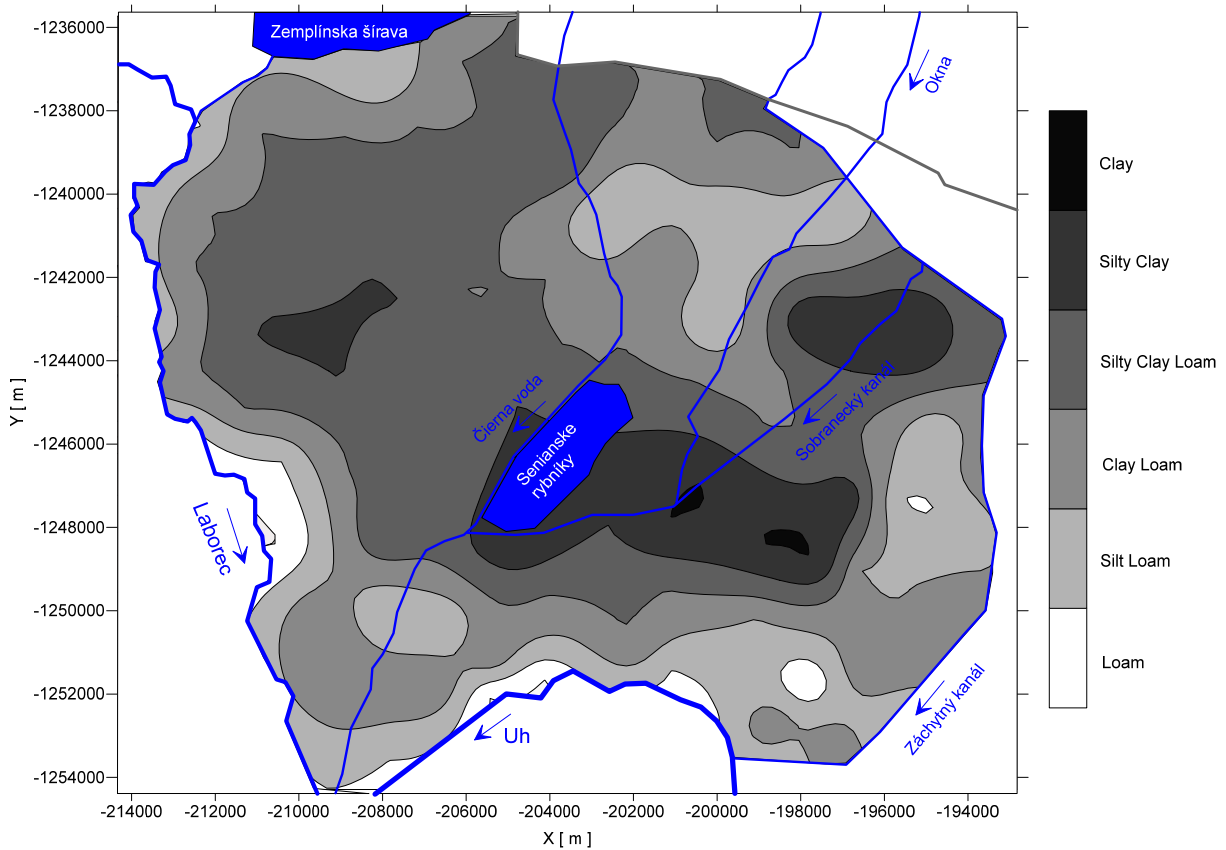 -1236000
-1238000
-1240000
-1242000
-1244000
-1246000
-1248000
-1250000
-1252000
-1254000
Y [ m ]
Zemplínska šírava
Okna
Čierna voda
Senianske
rybníky
Sobranecký kanál
Laborec
Uh
Záchytný kanál
-214000 -212000 -210000 -208000 -206000 -204000 -202000 -200000 -198000 -196000 -194000
X [ m ]
Clay
Silty Clay
Silty Clay Loam
Clay Loam
Silt Loam
Loam